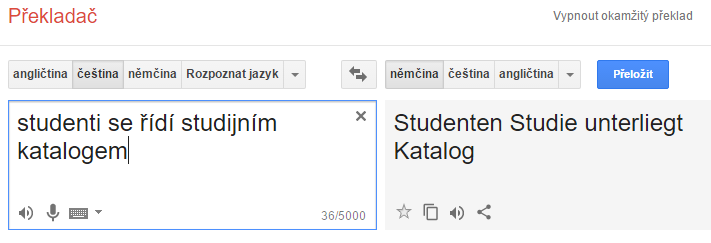 Překladač
Vypnout okamžitý překlad
angličtina čeština němčina Rozpoznat jazyk
němčina čeština angličtina
Přeložit
studenti se řídí studijním
katalogem
36/5000
Studenten Studie unterliegt
Katalog